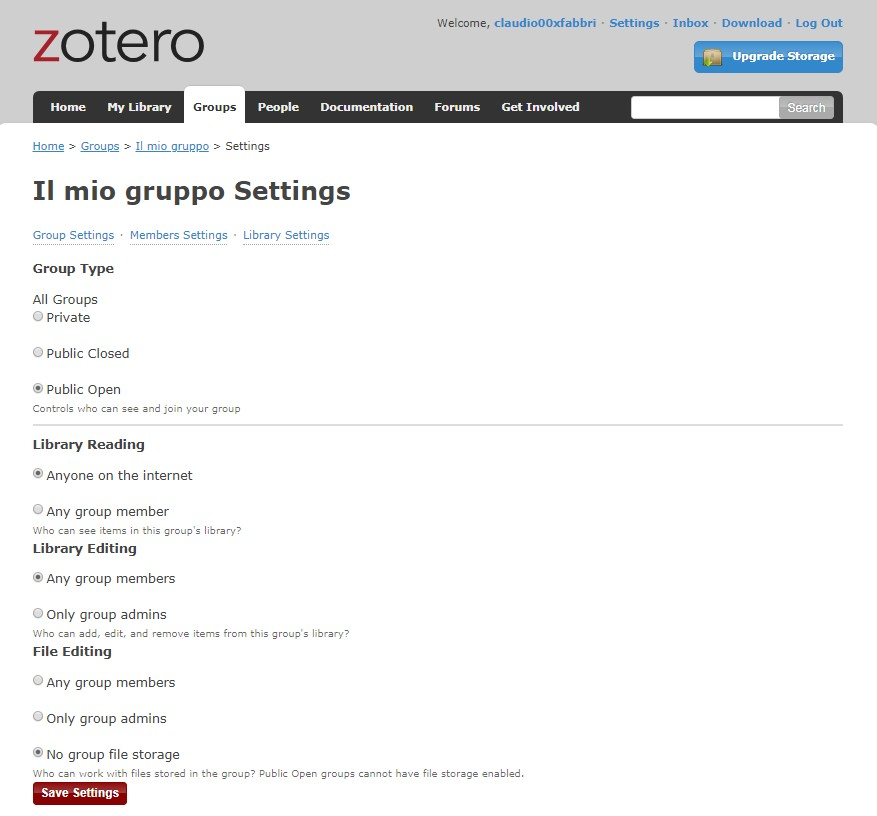 zotero
Welcome, claudio00xfabbri · Settings · Inbox · Download · Log Out
Upgrade Storage
Home My Library Groups People Documentation Forums Get Involved Search
Home > Groups > Il mio gruppo > Settings
Il mio gruppo Settings
Group Settings · Members Settings · Library Settings
Group Type
All Groups
Private
Public Closed
Public Open
Controls who can see and join your group
Library Reading
Anyone on the internet
Any group member
Who can see items in this group's library?
Library Editing
Any group members
Only group admins
Who can add, edit, and remove items from this group's library?
File Editing
Any group members
Only group admins
No group file storage
Who can work with files stored in the group? Public Open groups cannot have file storage enabled.
Save Settings